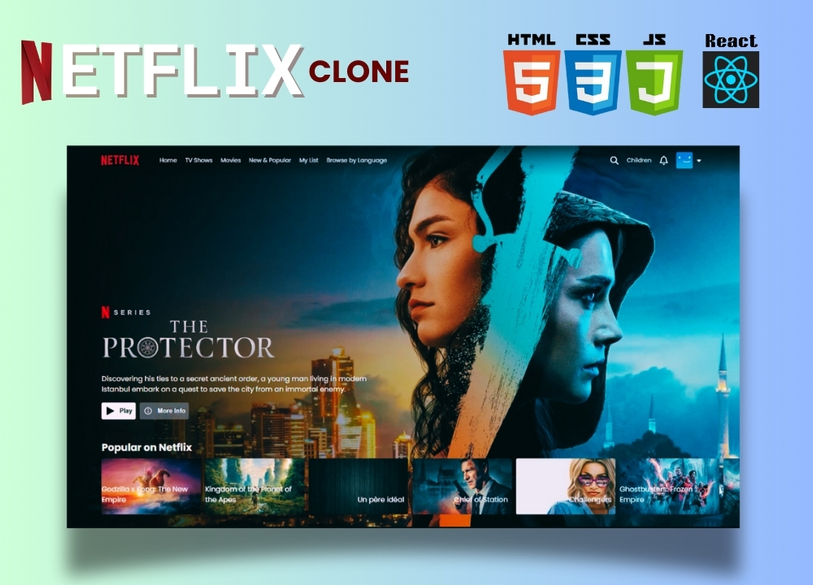 NETFLIX CLONE
HTML CSS JS React
5 3 J
NETFLIX Home TV Shows Movies New & Popular My List Browse by Language Children
N SERIES
THE
PROTECTOR
Discovering his ties to a secret ancient order, a young man living in modern
Istanbul embark on a quest to save the city from an immortal enemy.
Play More Info
Popular on Netflix
Godzilla x Kong: The New
Empire
Kingdom of the Planet of
the Apes
Un père idéal
Chief of Station
Challengers
Ghostbusters: Frozen
Empire